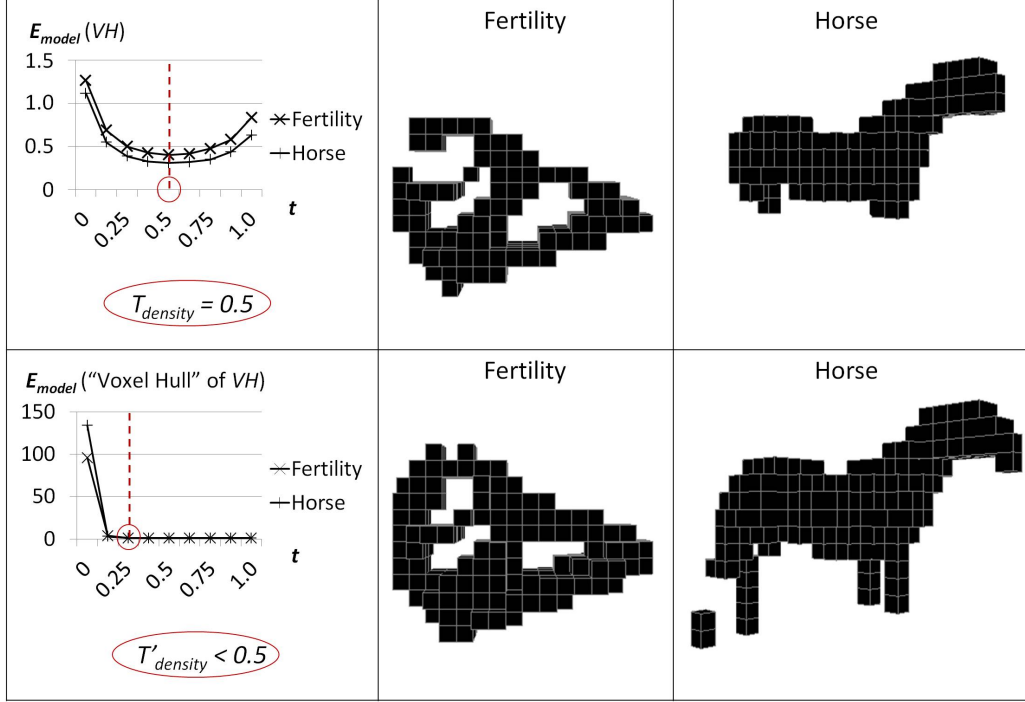 E_model (VH)
1.5
1.0
0.5
0
0
0.25
0.5
0.75
1.0
t
Fertility
Horse
T_density = 0.5
Fertility
Horse
E_model ("Voxel Hull" of VH)
150
100
50
0
0
0.25
0.5
0.75
1.0
t
Fertility
Horse
T'_density < 0.5
Fertility
Horse